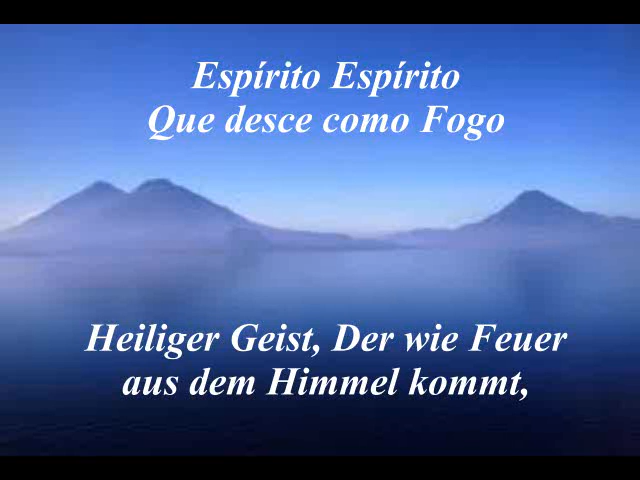 Espírito Espírito
Que desce como Fogo
Heiliger Geist, Der wie Feuer
aus dem Himmel kommt,